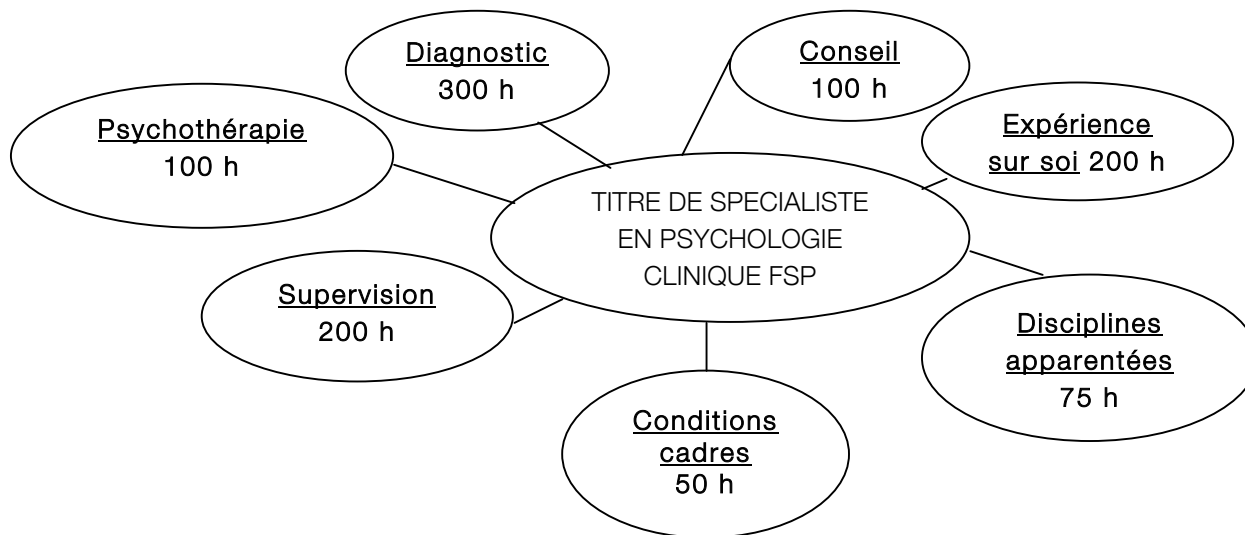 Diagnostic
300 h
Conseil
100 h
Psychothérapie
100 h
Expérience
sur soi 200 h
TITRE DE SPECIALISTE
EN PSYCHOLOGIE
CLINIQUE FSP
Supervision
200 h
Disciplines
apparentées
75 h
Conditions
cadres
50 h